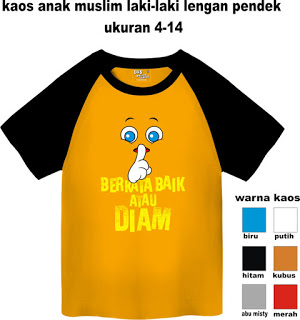 kaos anak muslim laki-laki lengan pendek
ukuran 4-14
BERKATA BAIK
ATAU
DIAM
warna kaos
biru
putih
hitam
kubus
abu misty
merah